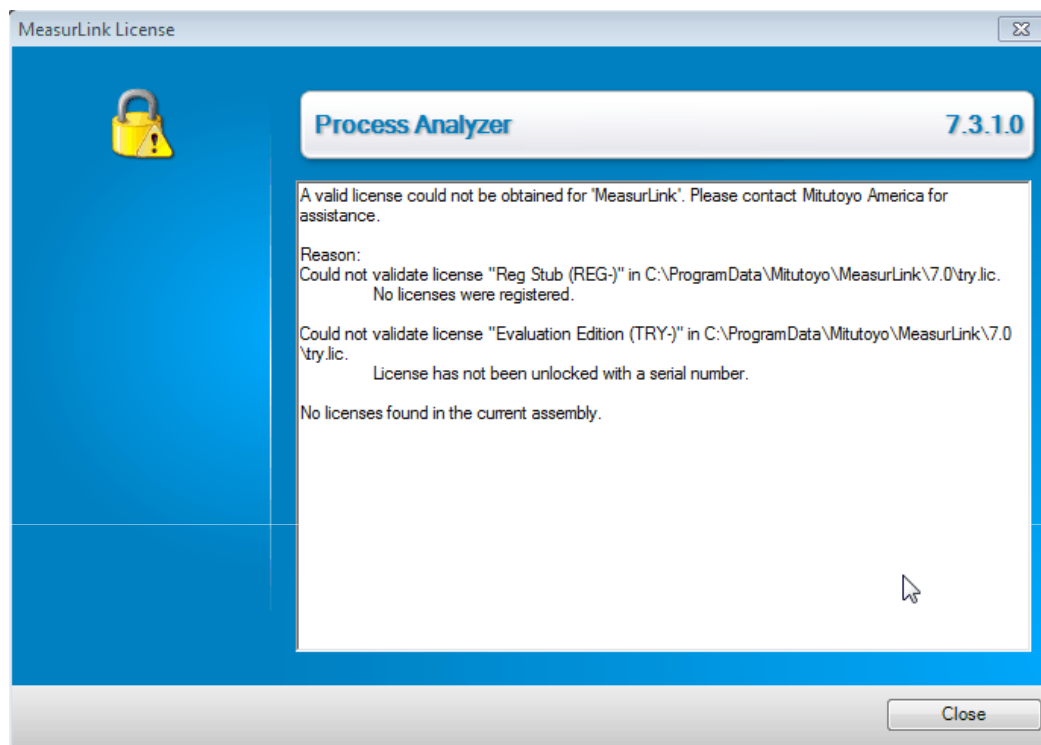 MeasurLink License
Process Analyzer 7.3.1.0
A valid license could not be obtained for 'MeasurLink'. Please contact Mitutoyo America for
assistance.
Reason:
Could not validate license "Reg Stub (REG-)" in C:\ProgramData\Mitutoyo\MeasurLink\7.0\try.lic.
No licenses were registered.
Could not validate license "Evaluation Edition (TRY-)" in C:\ProgramData\Mitutoyo\MeasurLink\7.0
\try.lic.
License has not been unlocked with a serial number.
No licenses found in the current assembly.
Close